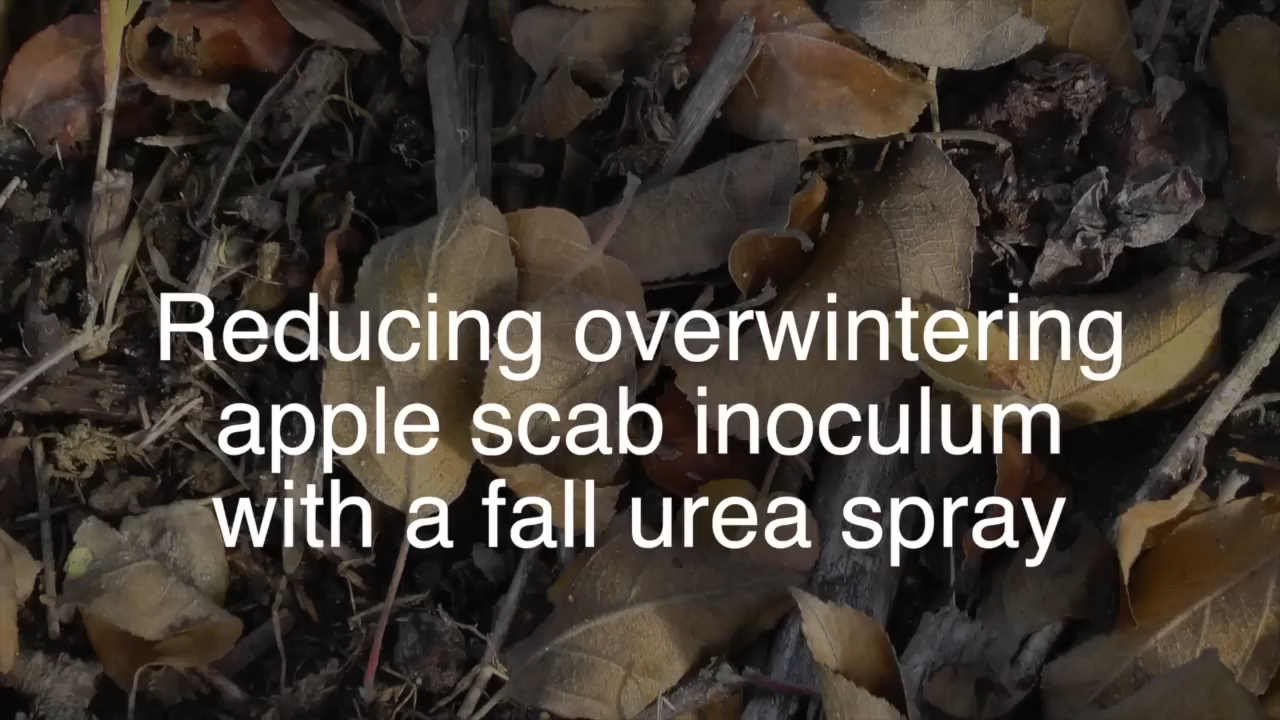 Reducing overwintering
apple scab inoculum
with a fall urea spray